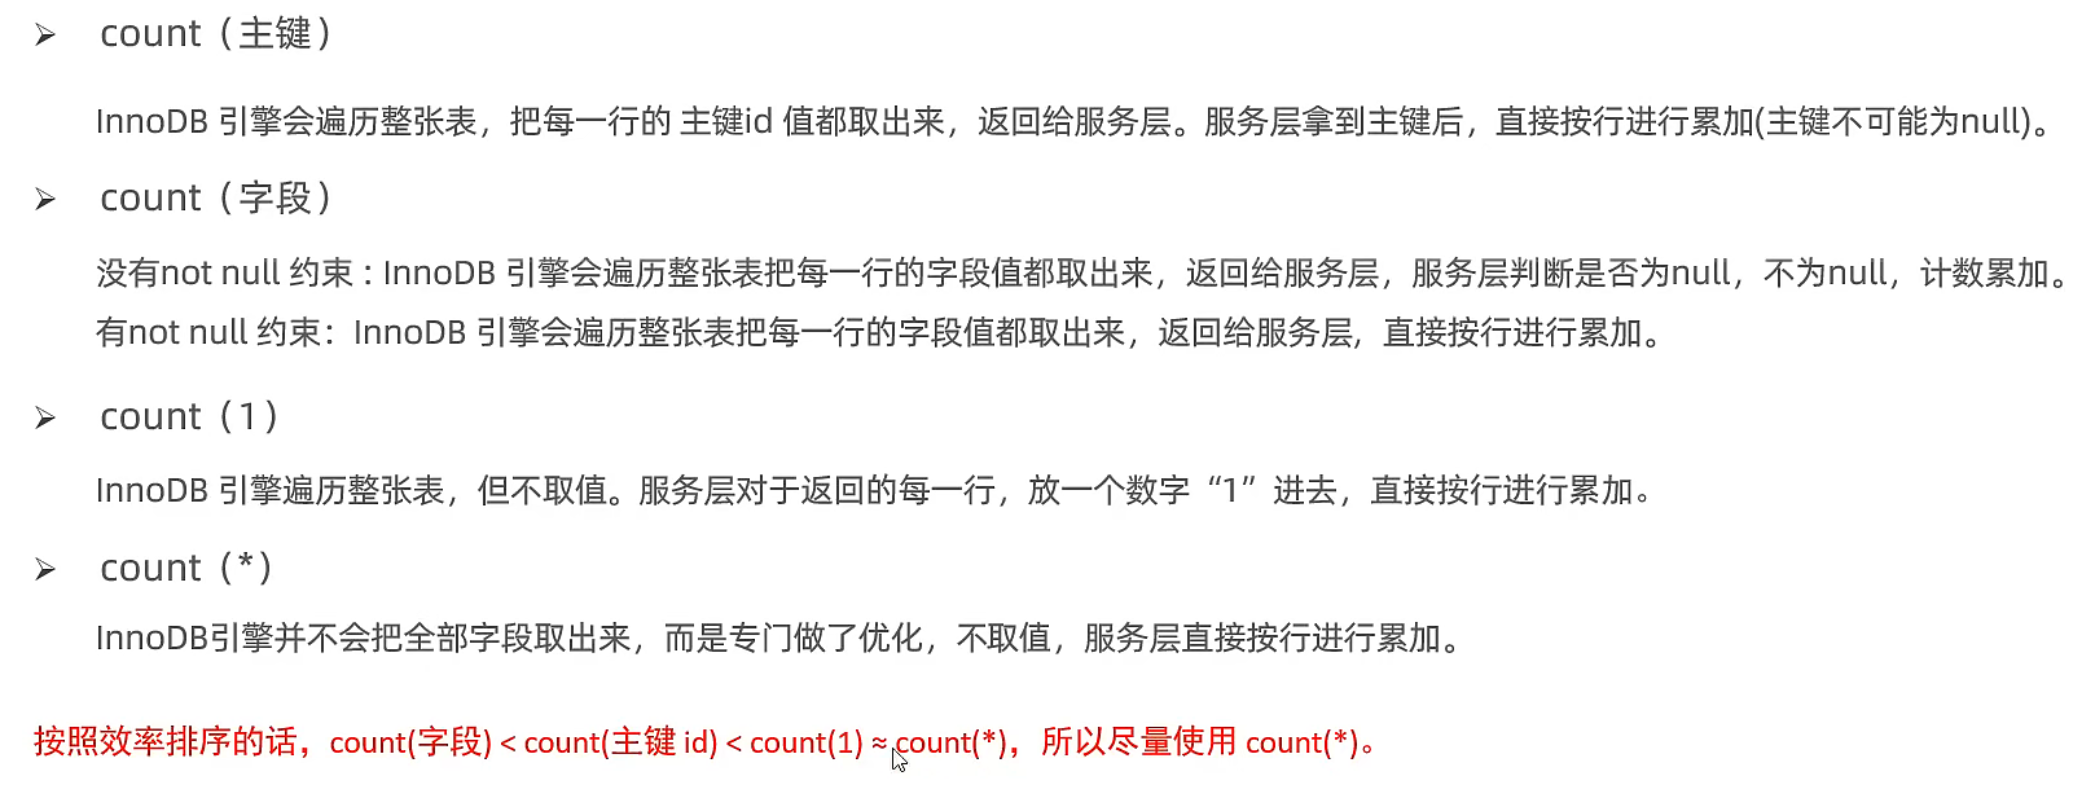 ➢ count（主键）
InnoDB 引擎会遍历整张表，把每一行的 主键id 值都取出来，返回给服务层。服务层拿到主键后，直接按行进行累加(主键不可能为null)。
➢ count（字段）
没有not null 约束 : InnoDB 引擎会遍历整张表把每一行的字段值都取出来，返回给服务层，服务层判断是否为null，不为null，计数累加。
有not null 约束：InnoDB 引擎会遍历整张表把每一行的字段值都取出来，返回给服务层，直接按行进行累加。
➢ count（1）
InnoDB 引擎遍历整张表，但不取值。服务层对于返回的每一行，放一个数字“1”进去，直接按行进行累加。
➢ count（*）
InnoDB引擎并不会把全部字段取出来，而是专门做了优化，不取值，服务层直接按行进行累加。
按照效率排序的话，count(字段) < count(主键 id) < count(1) ≈ count(*)，所以尽量使用 count(*)。